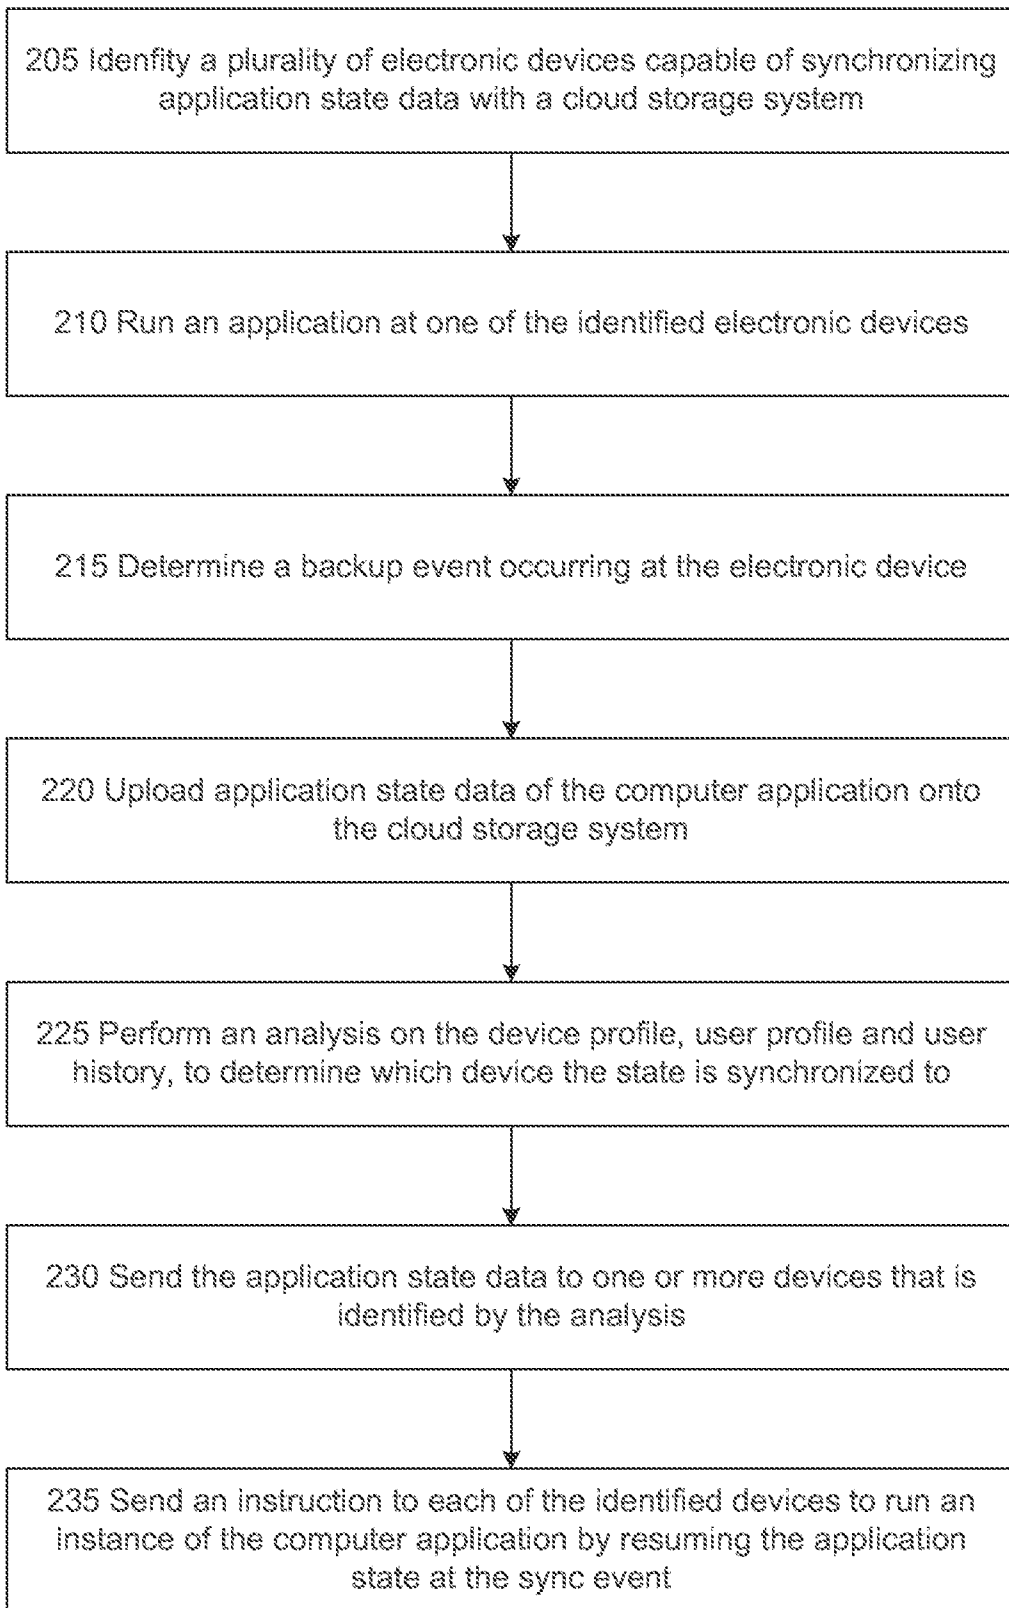 205 Idenfity a plurality of electronic devices capable of synchronizing
application state data with a cloud storage system
210 Run an application at one of the identified electronic devices
215 Determine a backup event occurring at the electronic device
220 Upload application state data of the computer application onto
the cloud storage system
225 Perform an analysis on the device profile, user profile and user
history, to determine which device the state is synchronized to
230 Send the application state data to one or more devices that is
identified by the analysis
235 Send an instruction to each of the identified devices to run an
instance of the computer application by resuming the application
state at the sync event